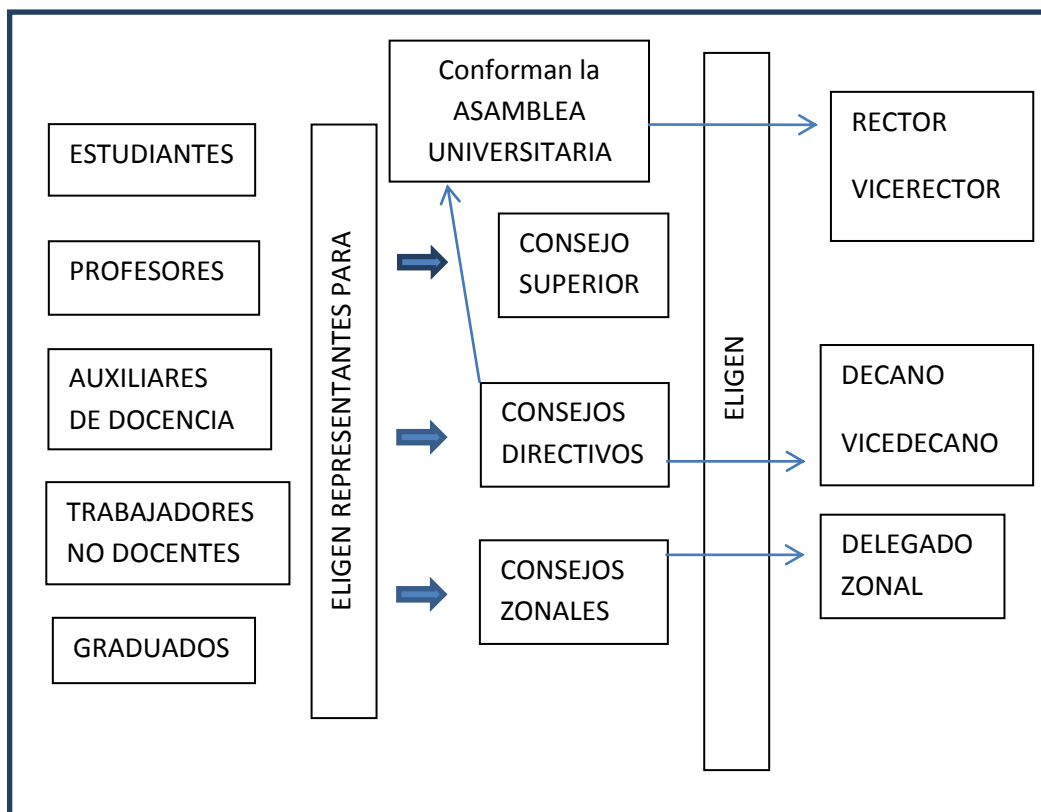 ESTUDIANTES
PROFESORES
AUXILIARES
DE DOCENCIA
TRABAJADORES
NO DOCENTES
GRADUADOS
ELIGEN REPRESENTANTES PARA
Conforman la
ASAMBLEA
UNIVERSITARIA
CONSEJO
SUPERIOR
CONSEJOS
DIRECTIVOS
CONSEJOS
ZONALES
ELIGEN
RECTOR
VICERECTOR
DECANO
VICEDECANO
DELEGADO
ZONAL